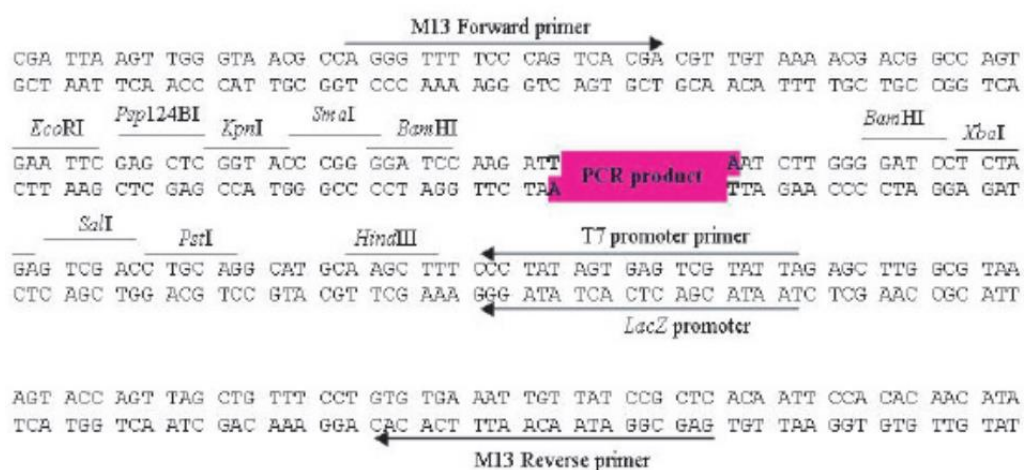 M13 Forward primer
CGA TTA AGT TGG GTA ACG CCA GGG TTT TCC CAG TCA CGA CGT TGT AAA ACG ACG GCC AGT
GCT AAT TCA ACC CAT TGC GGT CCC AAA AGG GTC AGT GCT GCA ACA TTT TGC TGC CGG TCA
EcoRI Psp124BI KpnI SmaI BamHI BamHI XbaI
GAA TTC GAG CTC GGT ACC CGG GGA TCC AAG ATT PCR product AAT CTT GGG GAT CCT CTA
CTT AAG CTC GAG CCA TGG GCC CCT AGG TTC TAA TTA GAA CCC CTA GGA GAT
SalI PstI HindIII T7 promoter primer
GAG TCG ACC TGC AGG CAT GCA AGC TTT CCC TAT AGT GAG TCG TAT TAG AGC TTG GCG TAA
CTC AGC TGG ACG TCC GTA CGT TCG AAA GGG ATA TCA CTC AGC ATA ATC TCG AAC CGC ATT
LacZ promoter
AGT ACC AGT TAG CTG TTT CCT GTG TGA AAT TGT TAT CCG CTC ACA ATT CCA CAC AAC ATA
TCA TGG TCA ATC GAC AAA GGA CAC ACT TTA ACA ATA GGC GAG TGT TAA GGT GTG TTG TAT
M13 Reverse primer